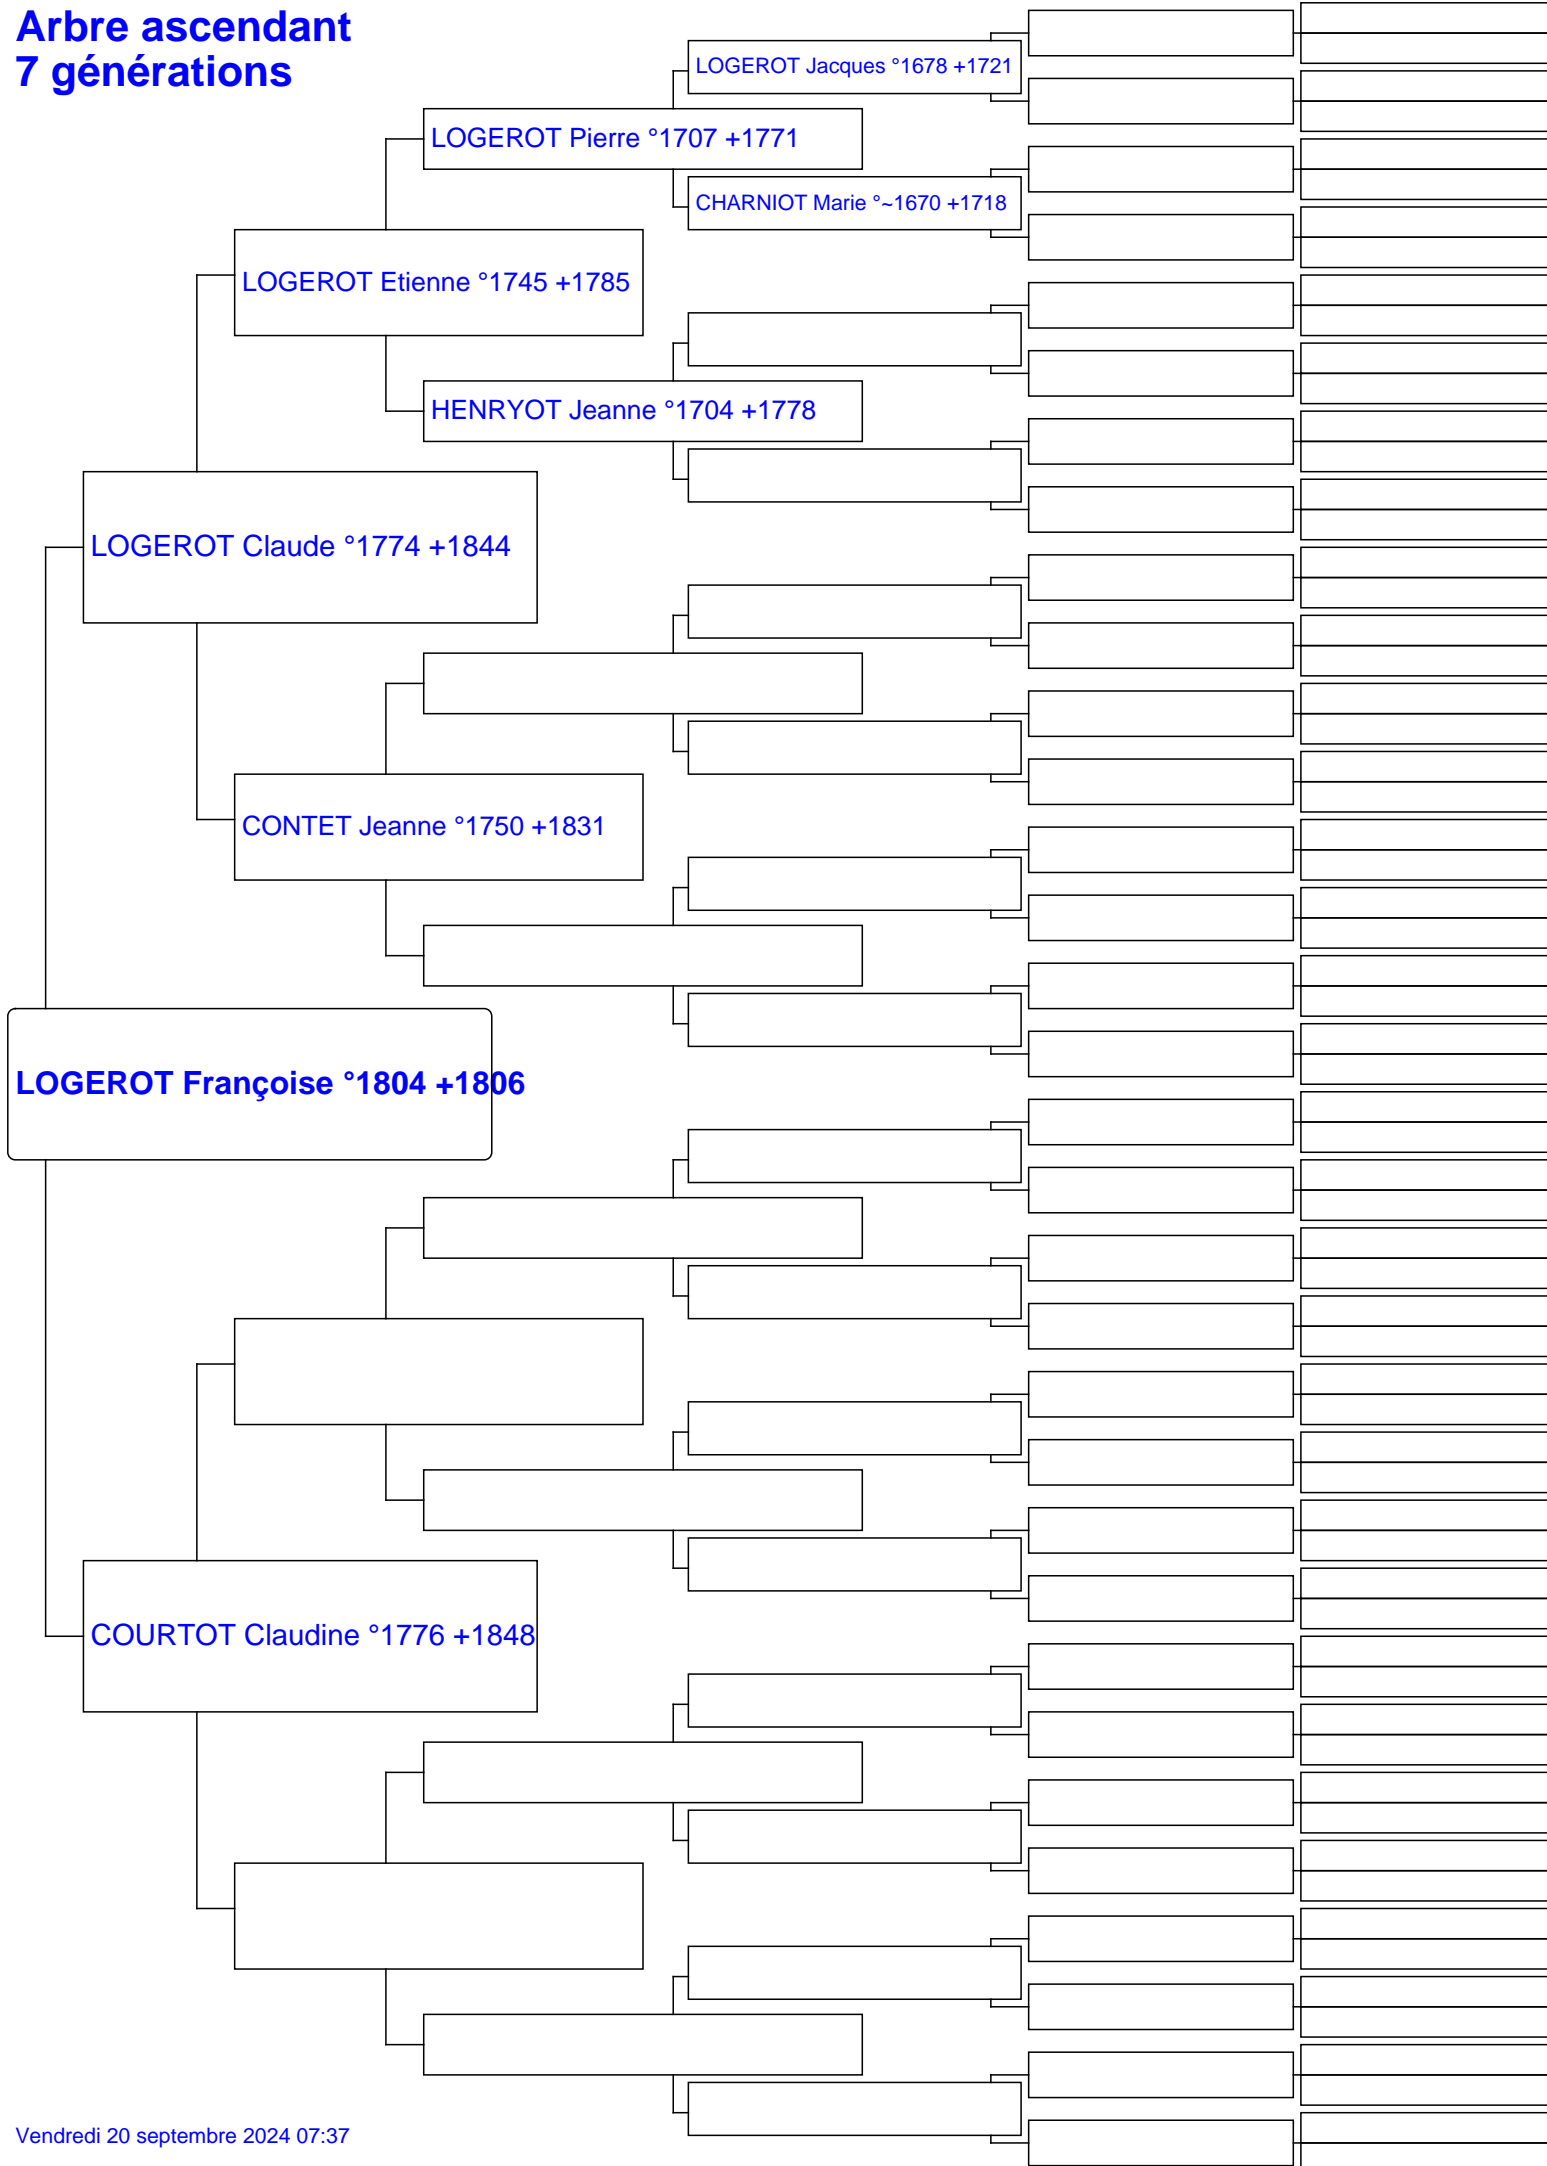 Arbre ascendant
7 générations
LOGEROT Jacques °1678 +1721
LOGEROT Pierre °1707 +1771
CHARNIOT Marie °~1670 +1718
LOGEROT Etienne °1745 +1785
HENRYOT Jeanne °1704 +1778
LOGEROT Claude °1774 +1844
CONTET Jeanne °1750 +1831
LOGEROT Françoise °1804 +1806
COURTOT Claudine °1776 +1848
Vendredi 20 septembre 2024 07:37